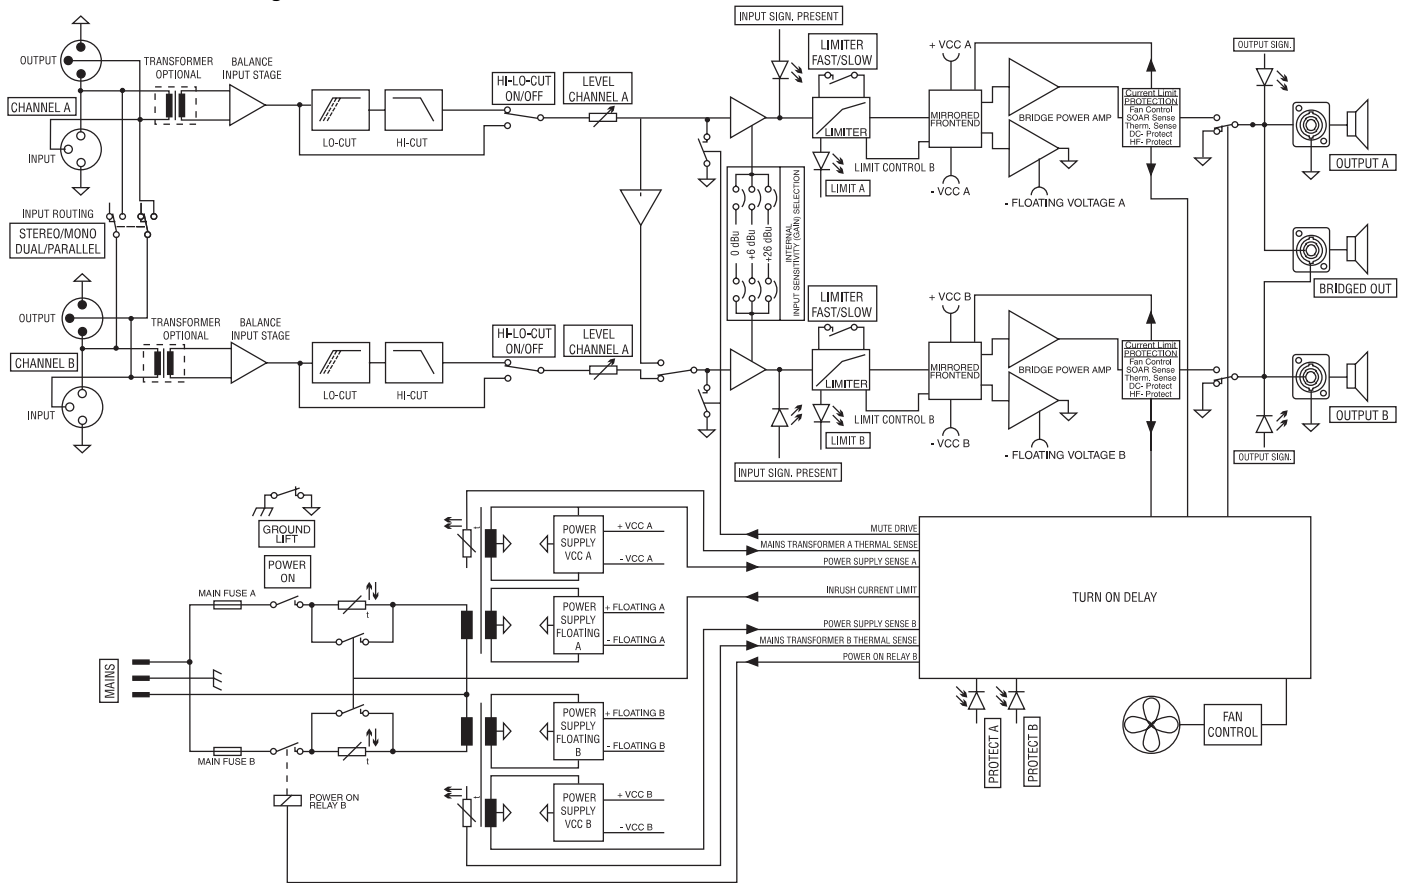 INPUT SIGN. PRESENT
OUTPUT
TRANSFORMER
OPTIONAL
BALANCE
INPUT STAGE
HI-LO-CUT
ON/OFF
LEVEL
CHANNEL A
LIMITER
FAST/SLOW
+ VCC A
OUTPUT SIGN.
CHANNEL A
INPUT
LO-CUT
HI-CUT
LIMITER
MIRRORED
FRONTEND
BRIDGE POWER AMP
Current Limit
PROTECTION
Fan Control
SOAR Sense
Therm. Sense
DC- Protect
HF- Protect
OUTPUT A
LIMIT A
LIMIT CONTROL B
- VCC A
- FLOATING VOLTAGE A
INPUT ROUTING
STEREO/MONO
DUAL/PARALLEL
0 dBu
+6 dBu
+26 dBu
INTERNAL
INPUT SENSITIVITY (GAIN) SELECTION
BRIDGED OUT
OUTPUT
TRANSFORMER
OPTIONAL
BALANCE
INPUT STAGE
HI-LO-CUT
ON/OFF
LEVEL
CHANNEL A
LIMITER
FAST/SLOW
+ VCC B
CHANNEL B
INPUT
LO-CUT
HI-CUT
LIMITER
MIRRORED
FRONTEND
BRIDGE POWER AMP
Current Limit
PROTECTION
Fan Control
SOAR Sense
Therm. Sense
DC- Protect
HF- Protect
OUTPUT B
LIMIT B
LIMIT CONTROL B
- VCC B
- FLOATING VOLTAGE B
INPUT SIGN. PRESENT
OUTPUT SIGN.
GROUND
LIFT
POWER
ON
MAIN FUSE A
t
t
POWER
SUPPLY
VCC A
+ VCC A
- VCC A
POWER
SUPPLY
FLOATING
A
+ FLOATING A
- FLOATING A
MUTE DRIVE
MAINS TRANSFORMER A THERMAL SENSE
POWER SUPPLY SENSE A
INRUSH CURRENT LIMIT
POWER SUPPLY SENSE B
MAINS TRANSFORMER B THERMAL SENSE
POWER ON RELAY B
TURN ON DELAY
MAINS
MAIN FUSE B
t
POWER ON
RELAY B
POWER
SUPPLY
FLOATING
B
+ FLOATING B
- FLOATING B
t
POWER
SUPPLY
VCC B
+ VCC B
- VCC B
PROTECT A
PROTECT B
FAN
CONTROL